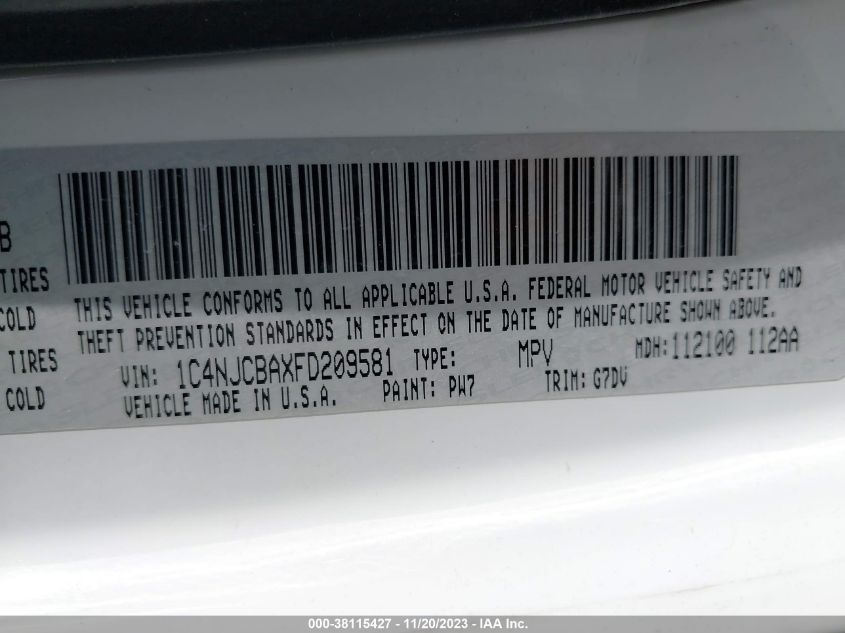 B
TIRES
COLD
TIRES
COLD
THIS VEHICLE CONFORMS TO ALL APPLICABLE U.S.A. FEDERAL MOTOR VEHICLE SAFETY AND
THEFT PREVENTION STANDARDS IN EFFECT ON THE DATE OF MANUFACTURE SHOWN ABOVE.
VIN: 1C4NJCBAXFD209581 TYPE: MPV MDH: 112100 112AA
VEHICLE MADE IN U.S.A. PAINT: PW7 TRIM: G7DV
000-38115427 - 11/20/2023 - IAA Inc.